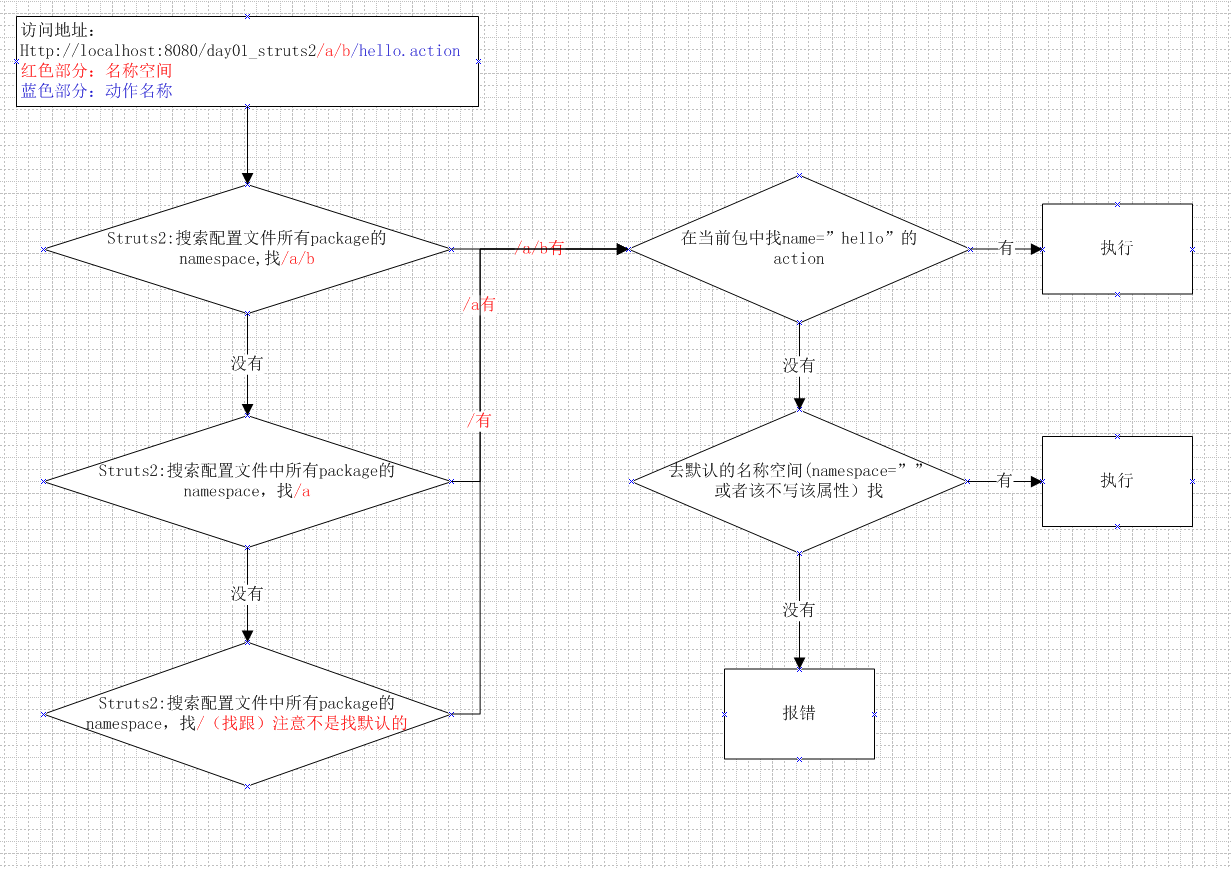 访问地址：
Http://localhost:8080/day01_struts2/a/b/hello.action
红色部分：名称空间
蓝色部分：动作名称
Struts2:搜索配置文件所有package的
namespace,找/a/b
/a/b有
在当前包中找name=”hello”的
action
有
执行
/a有
没有
没有
/有
Struts2:搜索配置文件中所有package的
namespace，找/a
去默认的名称空间(namespace=””
或者该不写该属性）找
有
执行
没有
没有
Struts2:搜索配置文件中所有package的
namespace，找/（找跟）注意不是找默认的
报错